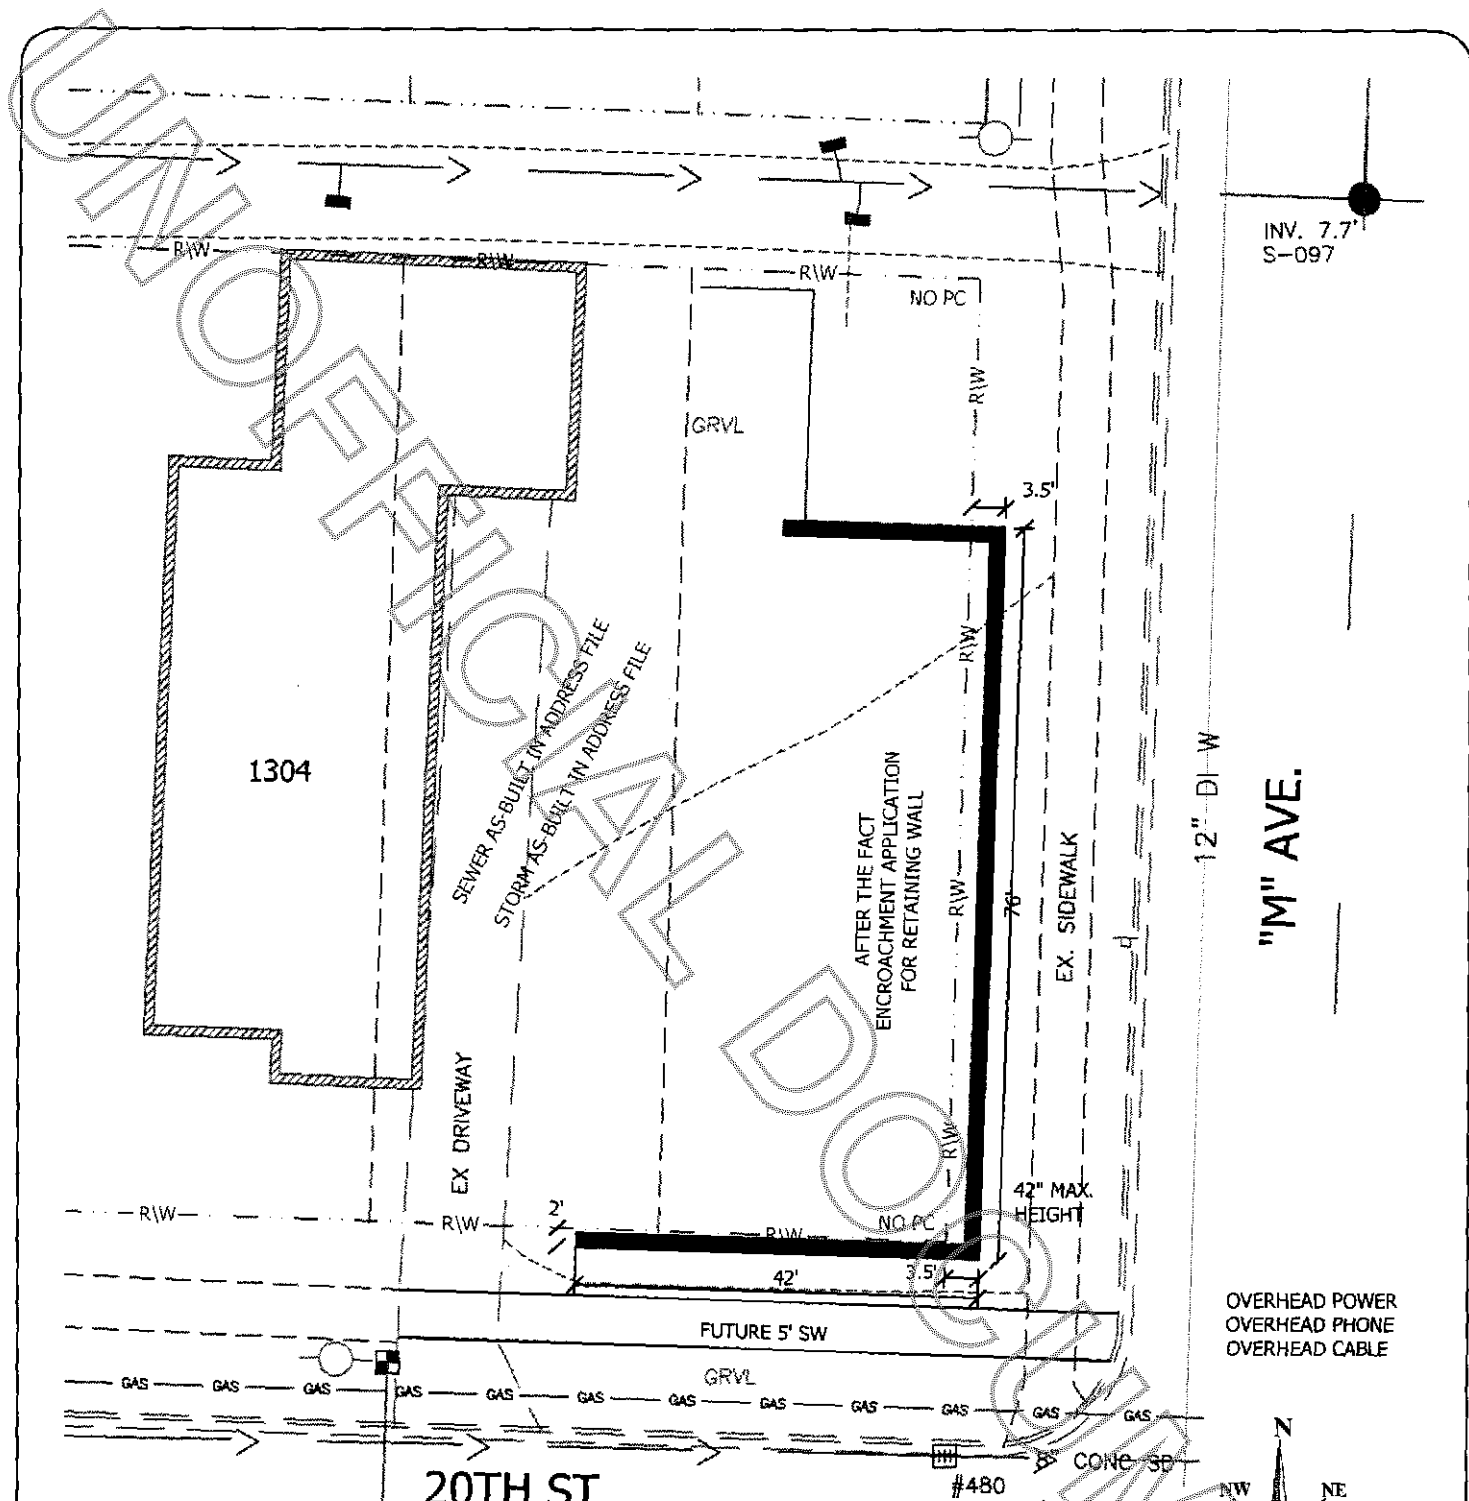 UNOFFICIAL DOCUM
INV. 7.7'
S-097
R\W
R\W
R\W
NO PC
R\W
GRVL
3.5'
R\W
SEWER AS-BUILT IN ADDRESS FILE
STORM AS-BUILT IN ADDRESS FILE
1304
12" DI W
"M" AVE.
AFTER THE FACT
ENCROACHMENT APPLICATION
FOR RETAINING WALL
R\W
76'
EX. SIDEWALK
EX DRIVEWAY
R\W
42" MAX.
HEIGHT
2'
R\W
R\W
R\W
NO PC
42'
3.5'
OVERHEAD POWER
OVERHEAD PHONE
OVERHEAD CABLE
FUTURE 5' SW
GRVL
GAS GAS GAS GAS GAS GAS GAS GAS GAS GAS GAS GAS
N
8" CONC SD
20TH ST
#480
NW
NE